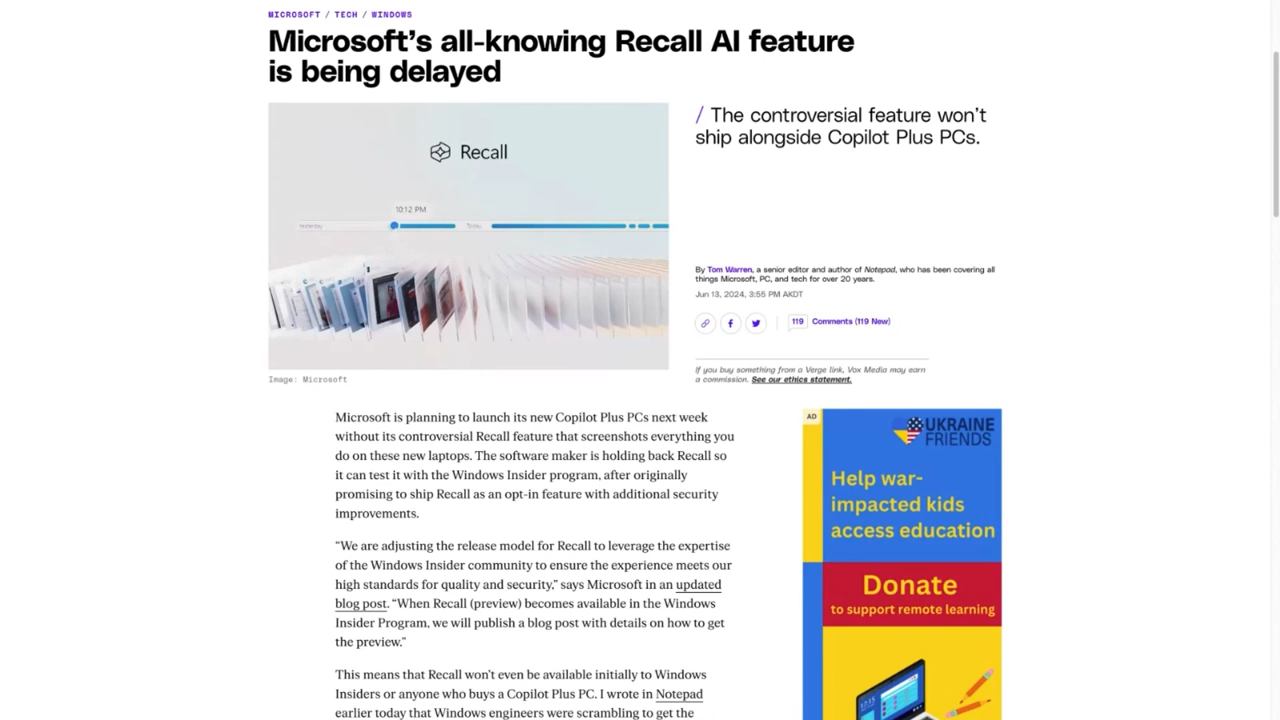 MICROSOFT / TECH / WINDOWS
Microsoft's all-knowing Recall AI feature
is being delayed
Recall
10:12 PM
/ The controversial feature won't
ship alongside Copilot Plus PCs.
By Tom Warren, a senior editor and author of Notepad, who has been covering all
things Microsoft, PC, and tech for over 20 years.
Jun 13, 2024, 3:55 PM AKDT
119 Comments (119 New)
If you buy something from a Verge link, Vox Media may earn
a commission. See our ethics statement.
Image: Microsoft
Microsoft is planning to launch its new Copilot Plus PCs next week
without its controversial Recall feature that screenshots everything you
do on these new laptops. The software maker is holding back Recall so
it can test it with the Windows Insider program, after originally
promising to ship Recall as an opt-in feature with additional security
improvements.
“We are adjusting the release model for Recall to leverage the expertise
of the Windows Insider community to ensure the experience meets our
high standards for quality and security,” says Microsoft in an updated
blog post. “When Recall (preview) becomes available in the Windows
Insider Program, we will publish a blog post with details on how to get
the preview.”
This means that Recall won't even be available initially to Windows
Insiders or anyone who buys a Copilot Plus PC. I wrote in Notepad
earlier today that Windows engineers were scrambling to get the
AD
UKRAINE
FRIENDS
Help war-
impacted kids
access education
Donate
to support remote learning